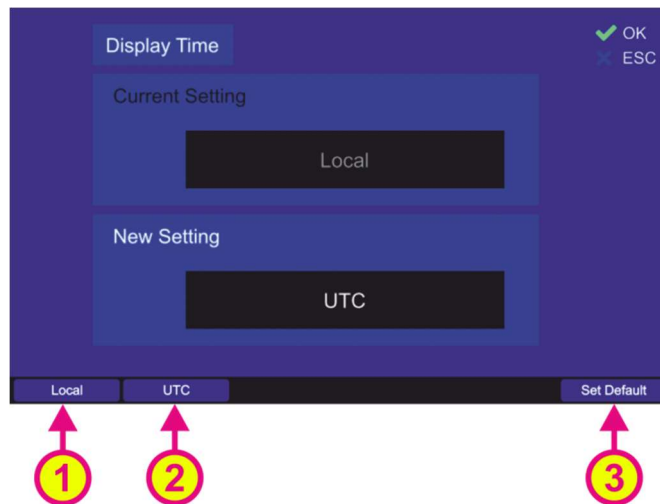 Display Time
OK
ESC
Current Setting
Local
New Setting
UTC
Local UTC Set Default
1 2 3